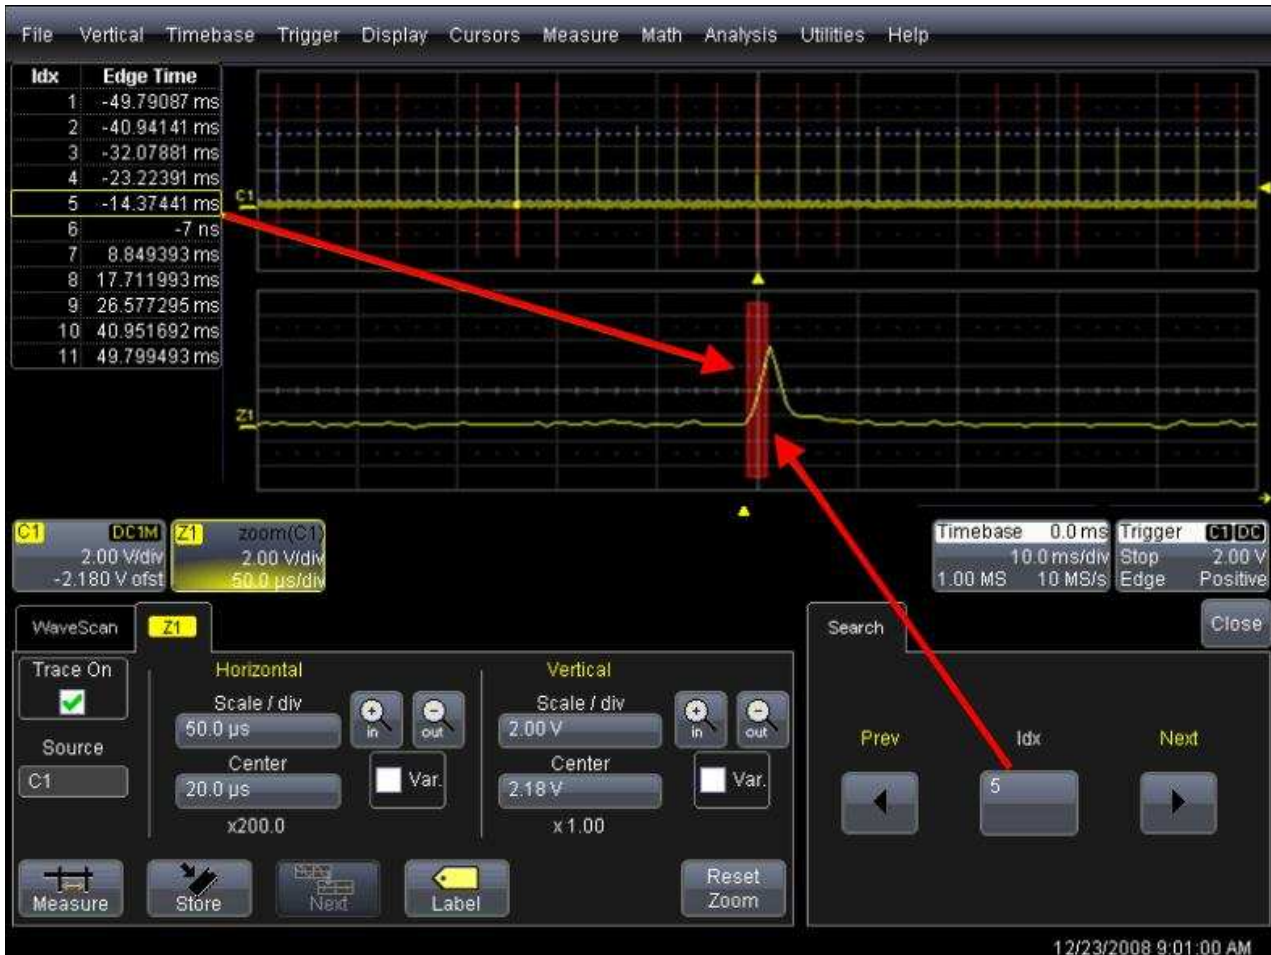 File Vertical Timebase Trigger Display Cursors Measure Math Analysis Utilities Help
Idx Edge Time
1 -49.79087 ms
2 -40.94141 ms
3 -32.07881 ms
4 -23.22391 ms
5 -14.37441 ms
6 -7 ns
7 8.849393 ms
8 17.711993 ms
9 26.577295 ms
10 40.951692 ms
11 49.799493 ms
C1
Z1
C1 DC1M
2.00 V/div
-2.180 V ofst
Z1 zoom(C1)
2.00 V/div
50.0 µs/div
Timebase 0.0 ms
10.0 ms/div
1.00 MS 10 MS/s
Trigger C1 DC
Stop 2.00 V
Edge Positive
WaveScan Z1
Search
Close
Trace On
Source
C1
Horizontal
Scale / div
50.0 µs
in out
Center
20.0 µs
Var.
x200.0
Vertical
Scale / div
2.00 V
in out
Center
2.18 V
Var.
x 1.00
Prev Idx Next
5
Measure
Store
Next
Label
Reset
Zoom
12/23/2008 9:01:00 AM